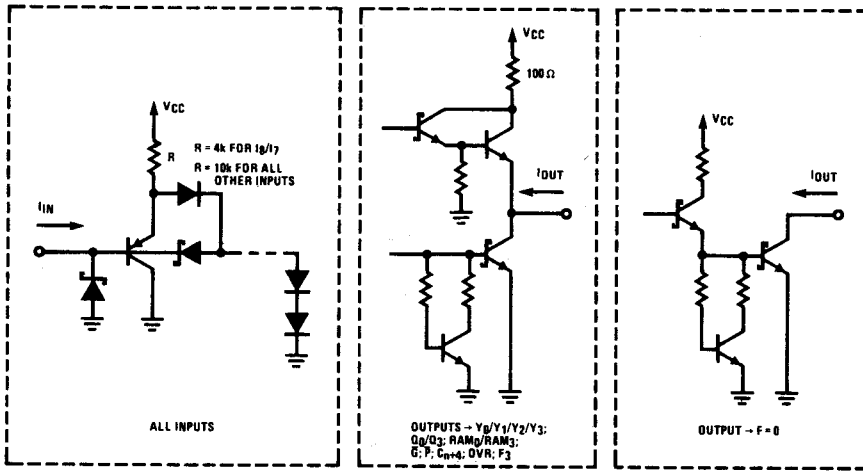 VCC
R
R = 4k FOR I8/I7
R = 10k FOR ALL
OTHER INPUTS
IIN
ALL INPUTS
VCC
100Ω
IOUT
OUTPUTS → Y0/Y1/Y2/Y3;
Q0/Q3; RAM0/RAM3;
G̅; P̅; Cn+4; OVR; F3
VCC
IOUT
OUTPUT → F = 0